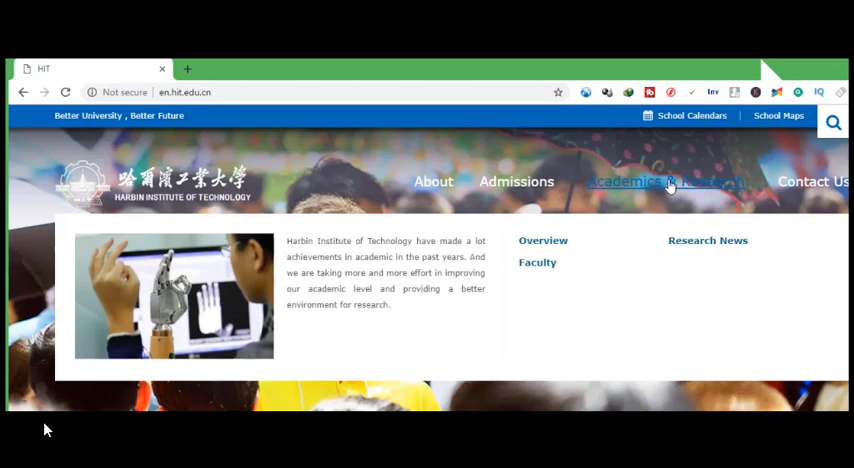 HIT
Not secure | en.hit.edu.cn
Inv
IQ
Better University , Better Future
School Calendars | School Maps
哈爾濱工業大學
HARBIN INSTITUTE OF TECHNOLOGY
About Admissions Academics & Research Contact Us
Harbin Institute of Technology have made a lot
achievements in academic in the past years. And
we are taking more and more effort in improving
our academic level and providing a better
environment for research.
Overview
Faculty
Research News